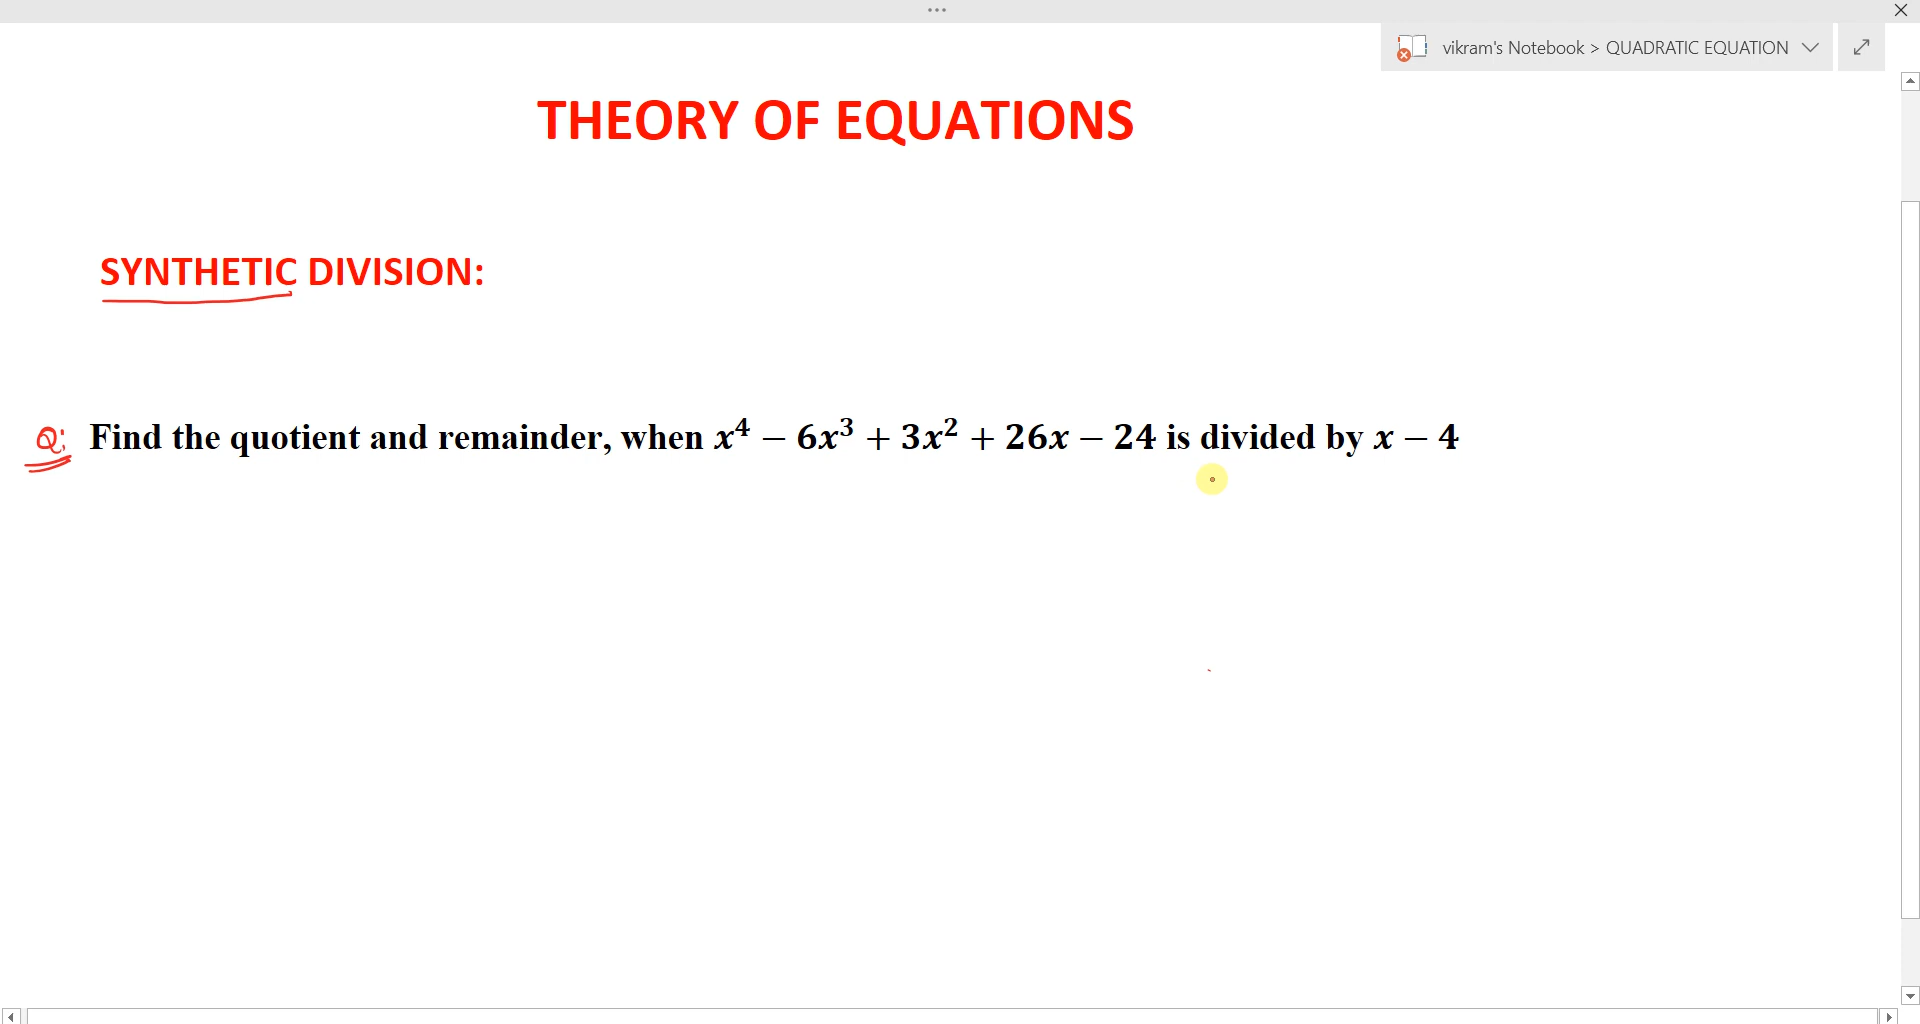 vikram's Notebook > QUADRATIC EQUATION
THEORY OF EQUATIONS
SYNTHETIC DIVISION:
Q: Find the quotient and remainder, when x⁴ − 6x³ + 3x² + 26x − 24 is divided by x − 4